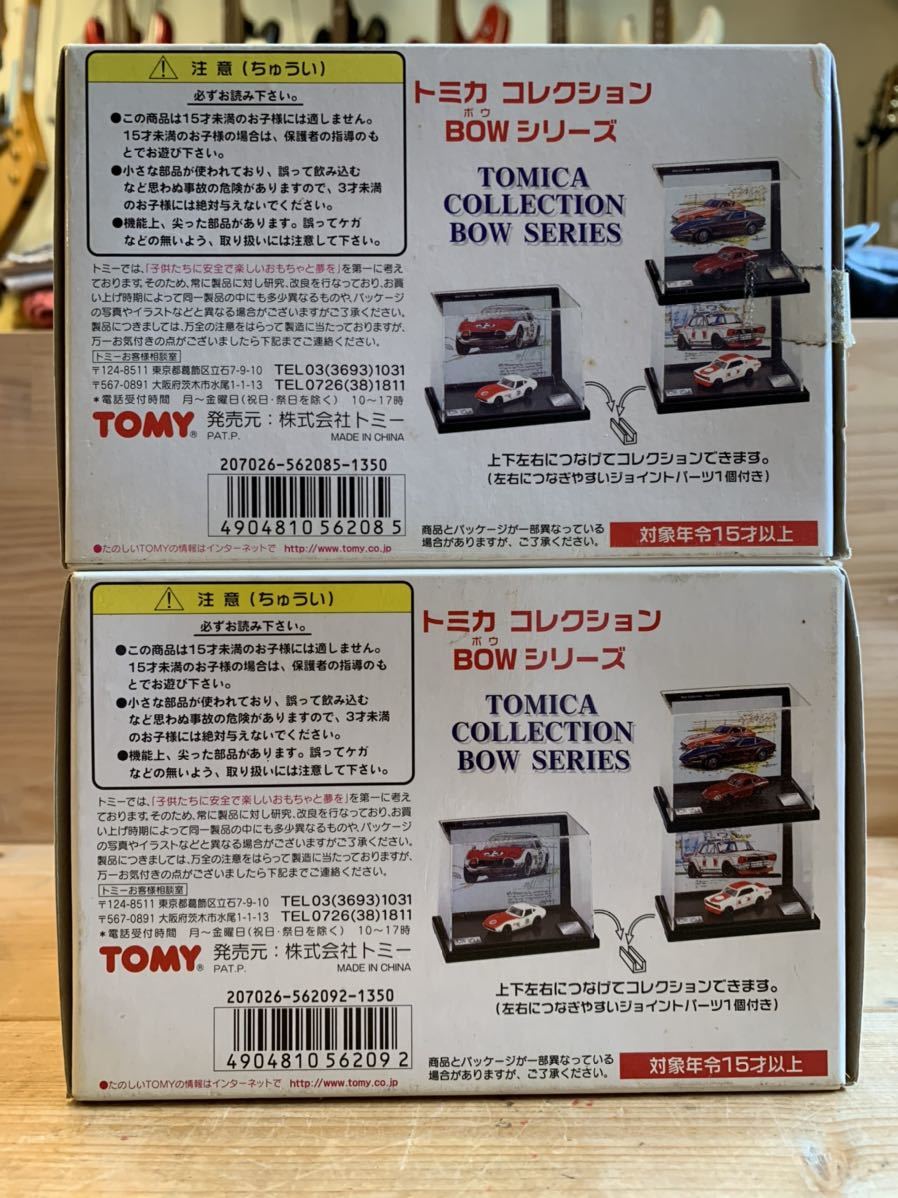 注意(ちゅうい)
必ずお読み下さい。
●この商品は15才未満のお子様には適しません。
15才未満のお子様の場合は、保護者の指導のも
とでお遊び下さい。
●小さな部品が使われており、誤って飲み込む
など思わぬ事故の危険がありますので、3才未満
のお子様には絶対与えないでください。
●機能上、尖った部品があります。誤ってケガ
などの無いよう、取り扱いには注意して下さい。
トミーでは、「子供たちに安全で楽しいおもちゃと夢を」を第一に考え
ております。そのため、常に製品に対し研究、改良を行なっており、お買
い上げ時期によって同一製品の中にも多少異なるものや、パッケージ
の写真やイラストなどと異なる場合がございますがご了承ください。
製品につきましては、万全の注意をはらって製造に当たっておりますが、
万一お気付きの点がございましたら下記までご連絡ください。
トミーお客様相談室
〒124-8511 東京都葛飾区立石7-9-10 TEL03(3693)1031
〒567-0891 大阪府茨木市水尾1-1-13 TEL0726(38)1811
*電話受付時間 月~金曜日(祝日・祭日を除く) 10~17時
TOMY® 発売元:株式会社トミー
PAT.P. MADE IN CHINA
207026-562085-1350
4904810562085
●たのしいTOMYの情報はインターネットで http://www.tomy.co.jp
トミカ コレクション
ボウ
BOWシリーズ
TOMICA
COLLECTION
BOW SERIES
上下左右につなげてコレクションできます。
(左右につなぎやすいジョイントパーツ1個付き)
商品とパッケージが一部異なっている
場合がありますが、ご了承ください。
対象年令15才以上
注意(ちゅうい)
必ずお読み下さい。
●この商品は15才未満のお子様には適しません。
15才未満のお子様の場合は、保護者の指導のも
とでお遊び下さい。
●小さな部品が使われており、誤って飲み込む
など思わぬ事故の危険がありますので、3才未満
のお子様には絶対与えないでください。
●機能上、尖った部品があります。誤ってケガ
などの無いよう、取り扱いには注意して下さい。
トミーでは、「子供たちに安全で楽しいおもちゃと夢を」を第一に考え
ております。そのため、常に製品に対し研究、改良を行なっており、お買
い上げ時期によって同一製品の中にも多少異なるものや、パッケージ
の写真やイラストなどと異なる場合がございますがご了承ください。
製品につきましては、万全の注意をはらって製造に当たっておりますが、
万一お気付きの点がございましたら下記までご連絡ください。
トミーお客様相談室
〒124-8511 東京都葛飾区立石7-9-10 TEL03(3693)1031
〒567-0891 大阪府茨木市水尾1-1-13 TEL0726(38)1811
*電話受付時間 月~金曜日(祝日・祭日を除く) 10~17時
TOMY® 発売元:株式会社トミー
PAT.P. MADE IN CHINA
207026-562092-1350
4904810562092
●たのしいTOMYの情報はインターネットで http://www.tomy.co.jp
トミカ コレクション
ボウ
BOWシリーズ
TOMICA
COLLECTION
BOW SERIES
上下左右につなげてコレクションできます。
(左右につなぎやすいジョイントパーツ1個付き)
商品とパッケージが一部異なっている
場合がありますが、ご了承ください。
対象年令15才以上